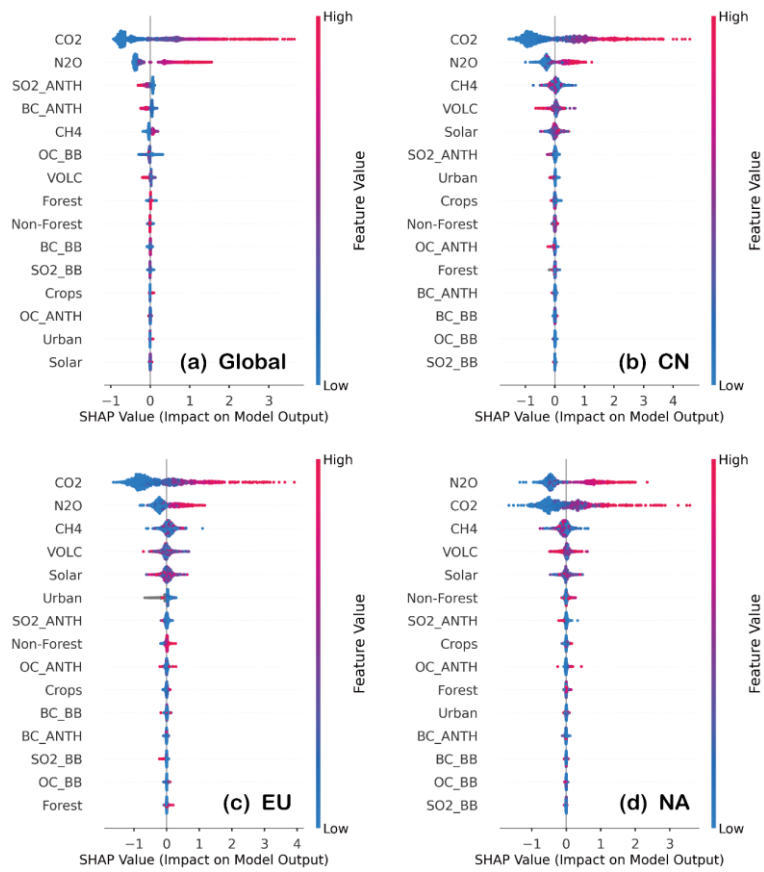 High
CO2
N2O
SO2_ANTH
BC_ANTH
CH4
OC_BB
VOLC
Forest
Non-Forest
BC_BB
SO2_BB
Crops
OC_ANTH
Urban
Solar
(a) Global
Feature Value
Low
−1 0 1 2 3
SHAP Value (Impact on Model Output)
High
CO2
N2O
CH4
VOLC
Solar
SO2_ANTH
Urban
Crops
Non-Forest
OC_ANTH
Forest
BC_ANTH
BC_BB
OC_BB
SO2_BB
(b) CN
Feature Value
Low
−1 0 1 2 3 4
SHAP Value (Impact on Model Output)
High
CO2
N2O
CH4
VOLC
Solar
Urban
SO2_ANTH
Non-Forest
OC_ANTH
Crops
BC_BB
BC_ANTH
SO2_BB
OC_BB
Forest
(c) EU
Feature Value
Low
−1 0 1 2 3 4
SHAP Value (Impact on Model Output)
High
N2O
CO2
CH4
VOLC
Solar
Non-Forest
SO2_ANTH
Crops
OC_ANTH
Forest
Urban
BC_ANTH
BC_BB
OC_BB
SO2_BB
(d) NA
Feature Value
Low
−1 0 1 2 3
SHAP Value (Impact on Model Output)